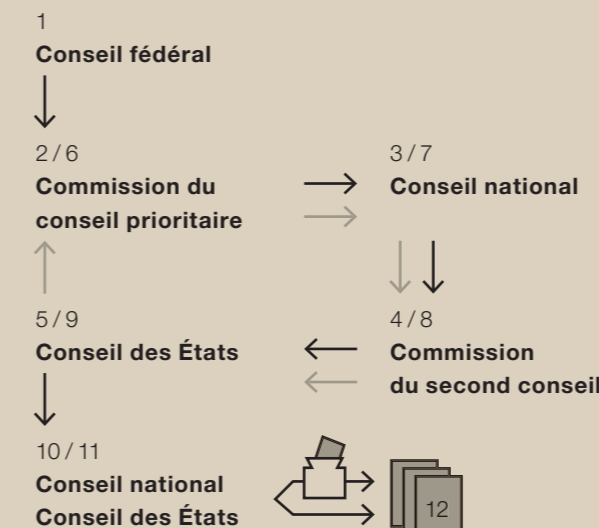 1
Conseil fédéral
2 / 6
Commission du
conseil prioritaire
3 / 7
Conseil national
5 / 9
Conseil des États
4 / 8
Commission
du second conseil
10 / 11
Conseil national
Conseil des États
12